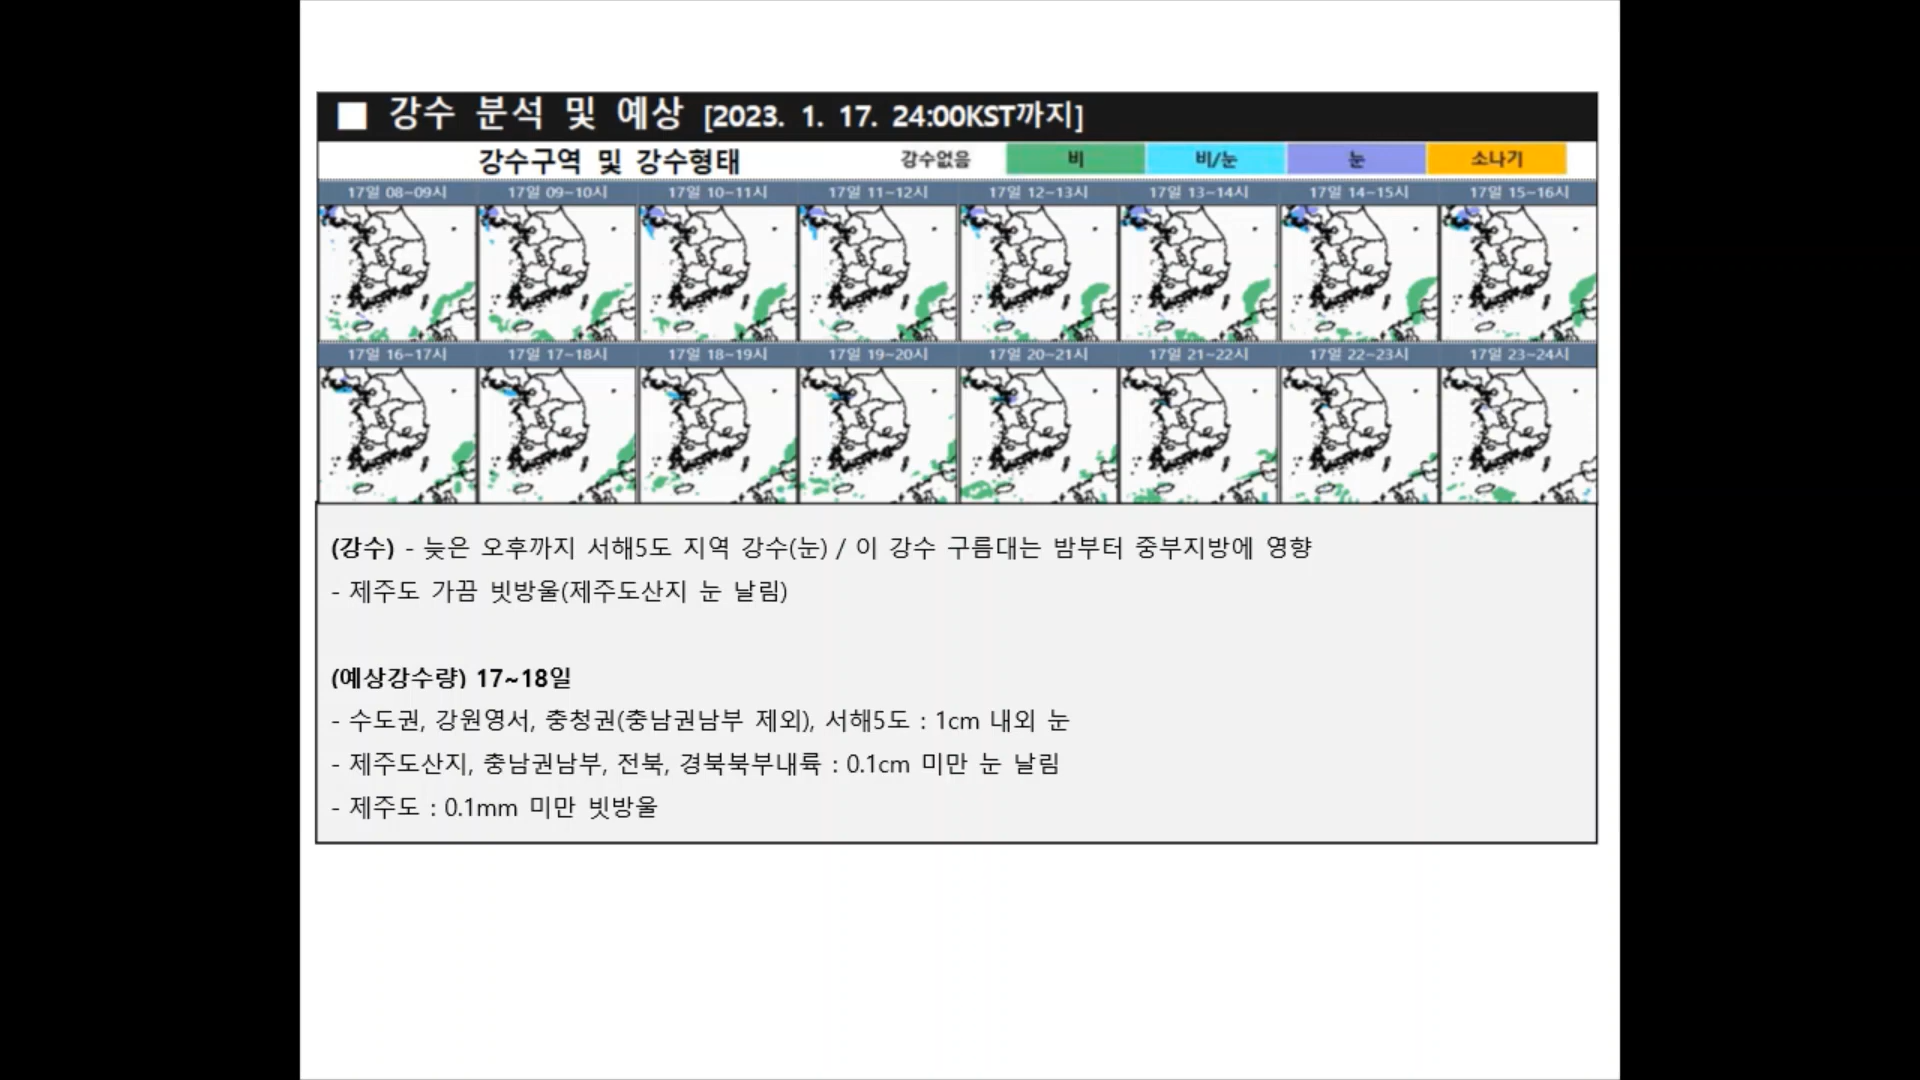 ■ 강수 분석 및 예상 [2023. 1. 17. 24:00KST까지]
강수구역 및 강수형태 강수없음 비 비/눈 눈 소나기
17일 08~09시 17일 09~10시 17일 10~11시 17일 11~12시 17일 12~13시 17일 13~14시 17일 14~15시 17일 15~16시
17일 16~17시 17일 17~18시 17일 18~19시 17일 19~20시 17일 20~21시 17일 21~22시 17일 22~23시 17일 23~24시
(강수) - 늦은 오후까지 서해5도 지역 강수(눈) / 이 강수 구름대는 밤부터 중부지방에 영향
- 제주도 가끔 빗방울(제주도산지 눈 날림)
(예상강수량) 17~18일
- 수도권, 강원영서, 충청권(충남권남부 제외), 서해5도 : 1cm 내외 눈
- 제주도산지, 충남권남부, 전북, 경북북부내륙 : 0.1cm 미만 눈 날림
- 제주도 : 0.1mm 미만 빗방울